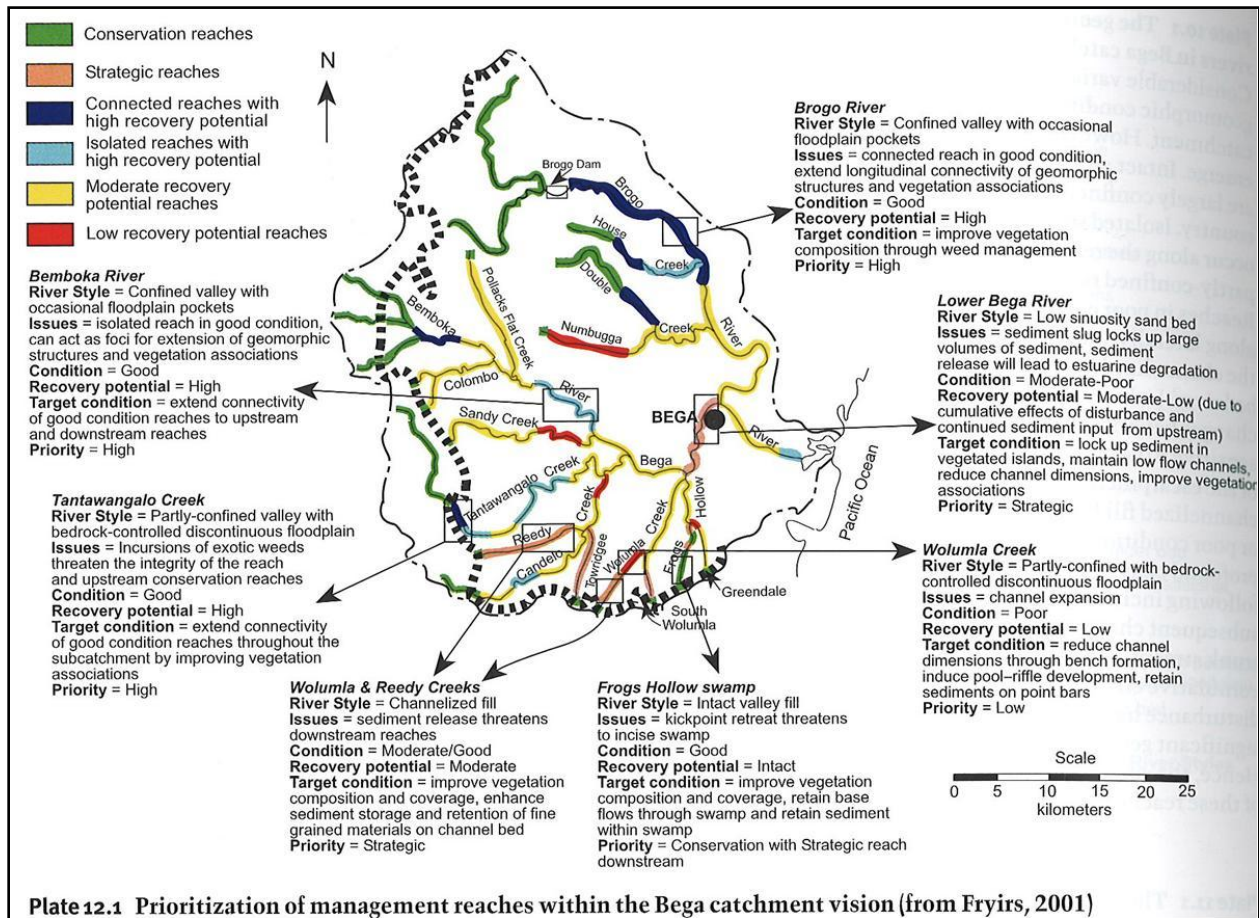 Conservation reaches
Strategic reaches
Connected reaches with
high recovery potential
Isolated reaches with
high recovery potential
Moderate recovery
potential reaches
Low recovery potential reaches
N
Brogo Dam
Brogo
House
Creek
Double
Pollacks Flat Creek
Bemboka
Numbugga
Creek
River
Colombo
River
Sandy Creek
BEGA
River
Bega
Tantawangalo Creek
Creek
Hollow
Reedy
Creek
Candelo
Towridgee
Wolumla
Frogs
Greendale
South
Wolumla
Pacific Ocean
Brogo River
River Style = Confined valley with occasional
floodplain pockets
Issues = connected reach in good condition,
extend longitudinal connectivity of geomorphic
structures and vegetation associations
Condition = Good
Recovery potential = High
Target condition = improve vegetation
composition through weed management
Priority = High
Bemboka River
River Style = Confined valley with
occasional floodplain pockets
Issues = isolated reach in good condition,
can act as foci for extension of geomorphic
structures and vegetation associations
Condition = Good
Recovery potential = High
Target condition = extend connectivity
of good condition reaches to upstream
and downstream reaches
Priority = High
Lower Bega River
River Style = Low sinuosity sand bed
Issues = sediment slug locks up large
volumes of sediment, sediment
release will lead to estuarine degradation
Condition = Moderate-Poor
Recovery potential = Moderate-Low (due to
cumulative effects of disturbance and
continued sediment input from upstream)
Target condition = lock up sediment in
vegetated islands, maintain low flow channels,
reduce channel dimensions, improve vegetation
associations
Priority = Strategic
Tantawangalo Creek
River Style = Partly-confined valley with
bedrock-controlled discontinuous floodplain
Issues = Incursions of exotic weeds
threaten the integrity of the reach
and upstream conservation reaches
Condition = Good
Recovery potential = High
Target condition = extend connectivity
of good condition reaches throughout the
subcatchment by improving vegetation
associations
Priority = High
Wolumla Creek
River Style = Partly-confined with bedrock-
controlled discontinuous floodplain
Issues = channel expansion
Condition = Poor
Recovery potential = Low
Target condition = reduce channel
dimensions through bench formation,
induce pool–riffle development, retain
sediments on point bars
Priority = Low
Wolumla & Reedy Creeks
River Style = Channelized fill
Issues = sediment release threatens
downstream reaches
Condition = Moderate/Good
Recovery potential = Moderate
Target condition = improve vegetation
composition and coverage, enhance
sediment storage and retention of fine
grained materials on channel bed
Priority = Strategic
Frogs Hollow swamp
River Style = Intact valley fill
Issues = kickpoint retreat threatens
to incise swamp
Condition = Good
Recovery potential = Intact
Target condition = improve vegetation
composition and coverage, retain base
flows through swamp and retain sediment
within swamp
Priority = Conservation with Strategic reach
downstream
Scale
0 5 10 15 20 25
kilometers
Plate 12.1 Prioritization of management reaches within the Bega catchment vision (from Fryirs, 2001)